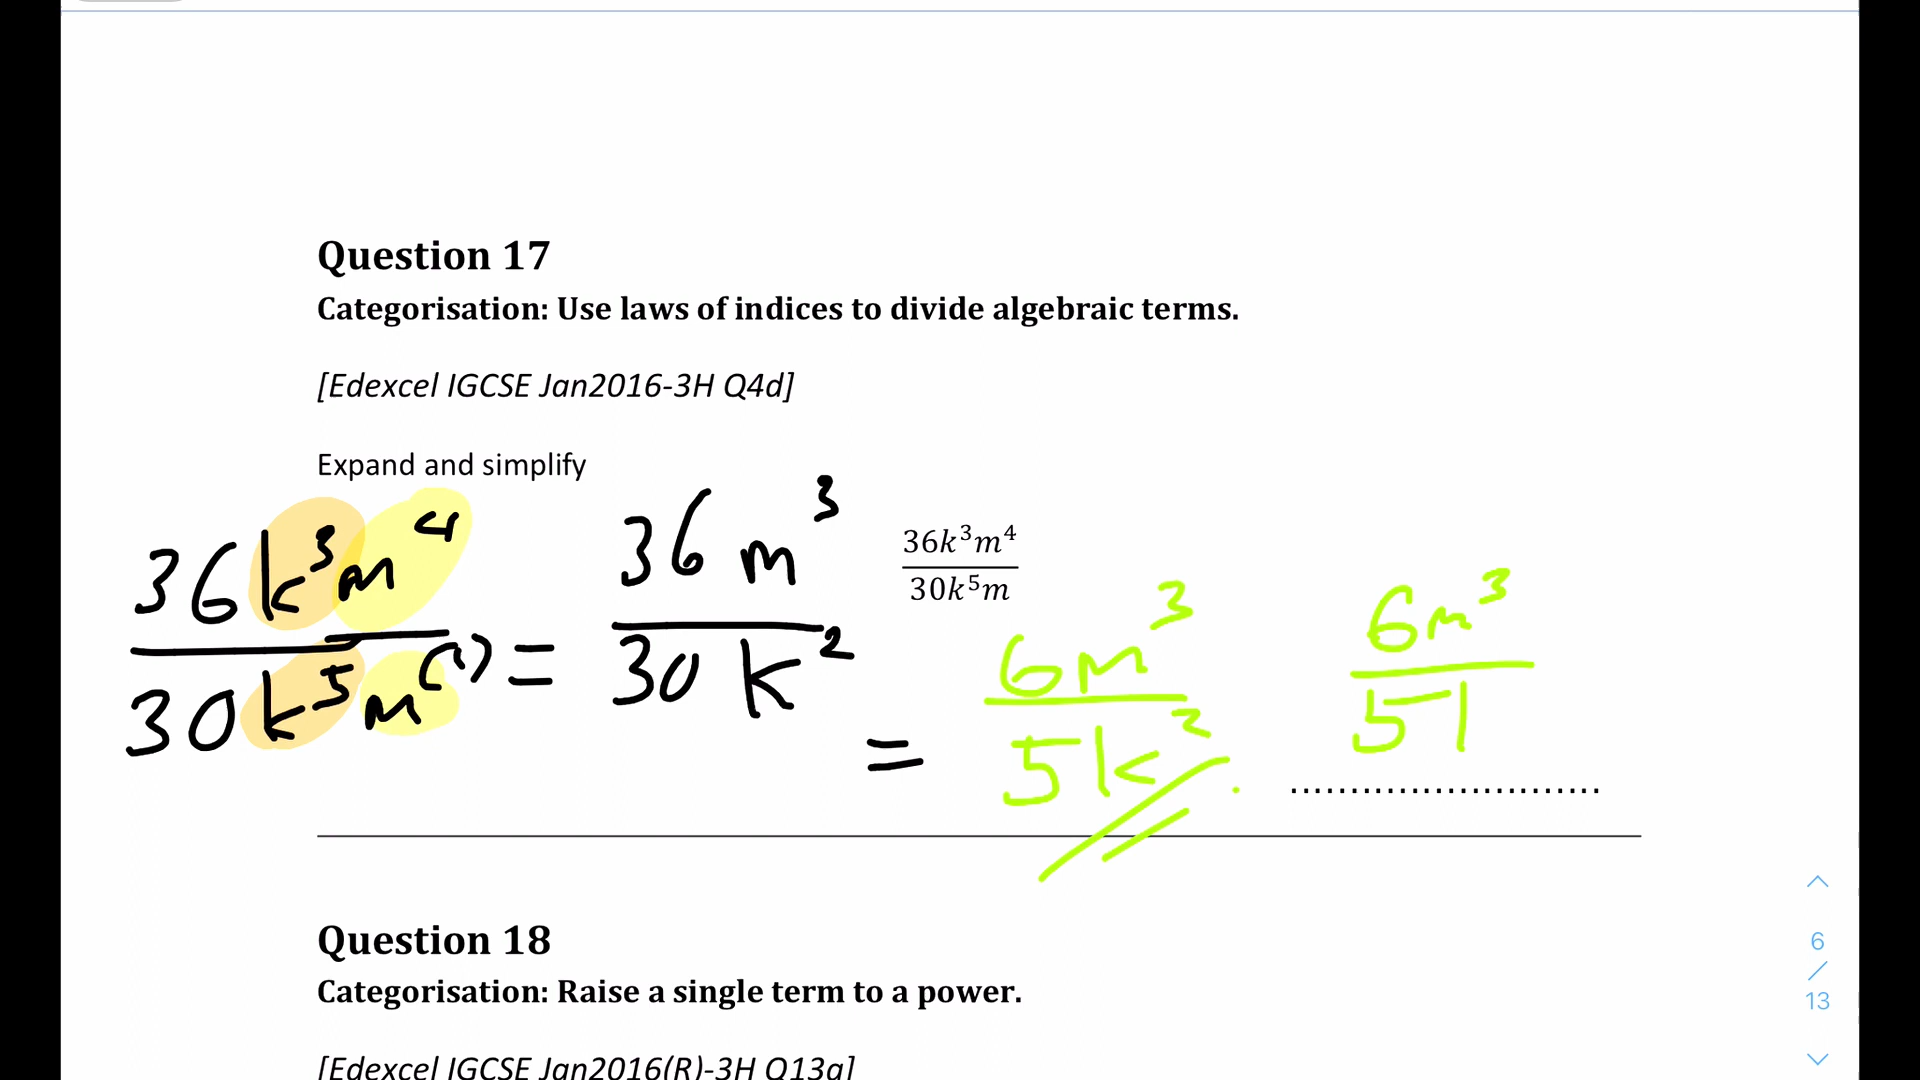 Question 17
Categorisation: Use laws of indices to divide algebraic terms.
[Edexcel IGCSE Jan2016-3H Q4d]
Expand and simplify
36k³m⁴ / 30k⁵m⁽¹⁾ = 36m³ / 30k²
36k³m⁴ / 30k⁵m
= 6m³ / 5k²
6m³ / 51
...........................
Question 18
Categorisation: Raise a single term to a power.
[Edexcel IGCSE Jan2016(R)-3H Q13a]
6
/
13